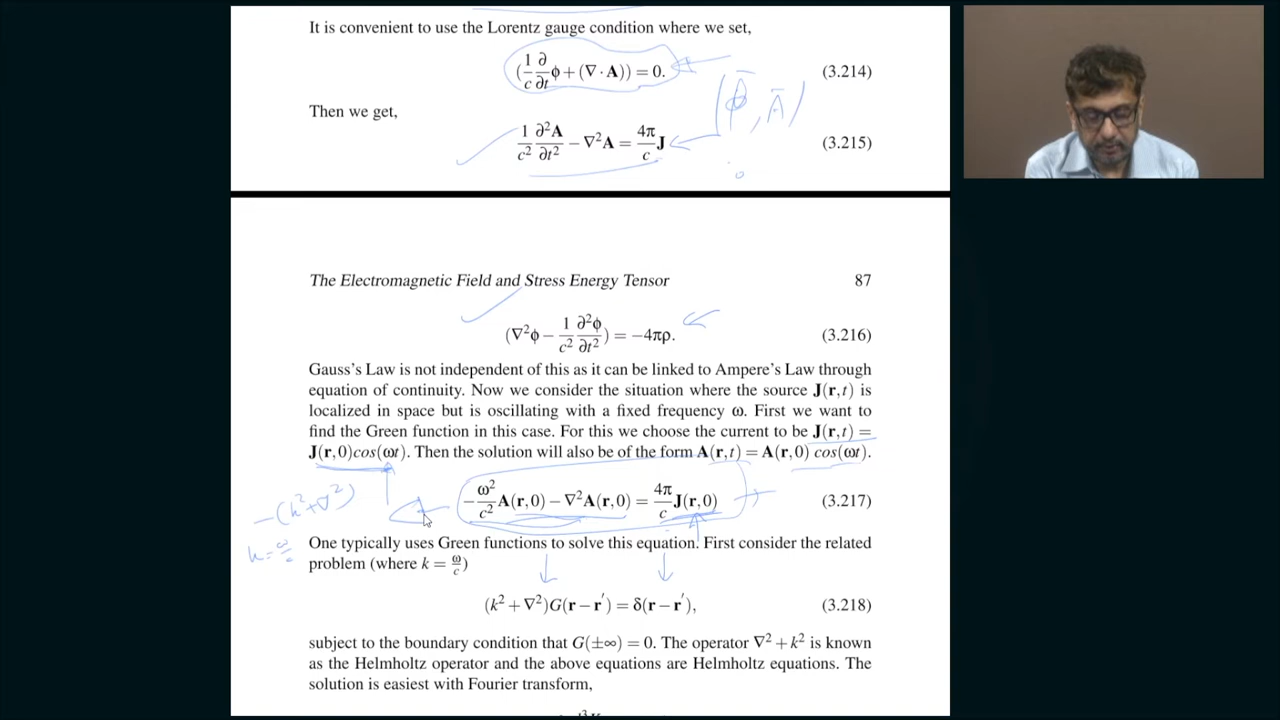 It is convenient to use the Lorentz gauge condition where we set,
(1/c ∂/∂t ϕ + (∇ · A)) = 0. (3.214)
(ϕ̄, Ā)
Then we get,
1/c² ∂²A/∂t² − ∇²A = 4π/c J (3.215)
The Electromagnetic Field and Stress Energy Tensor 87
(∇²ϕ − 1/c² ∂²ϕ/∂t²) = −4πρ. (3.216)
Gauss's Law is not independent of this as it can be linked to Ampere's Law through
equation of continuity. Now we consider the situation where the source J(r,t) is
localized in space but is oscillating with a fixed frequency ω. First we want to
find the Green function in this case. For this we choose the current to be J(r,t) =
J(r,0)cos(ωt). Then the solution will also be of the form A(r,t) = A(r,0) cos(ωt).
−(k²+∇²)
−ω²/c² A(r,0) − ∇²A(r,0) = 4π/c J(r,0) (3.217)
k = ω/c
One typically uses Green functions to solve this equation. First consider the related
problem (where k = ω/c)
(k² + ∇²)G(r − r′) = δ(r − r′), (3.218)
subject to the boundary condition that G(±∞) = 0. The operator ∇² + k² is known
as the Helmholtz operator and the above equations are Helmholtz equations. The
solution is easiest with Fourier transform,